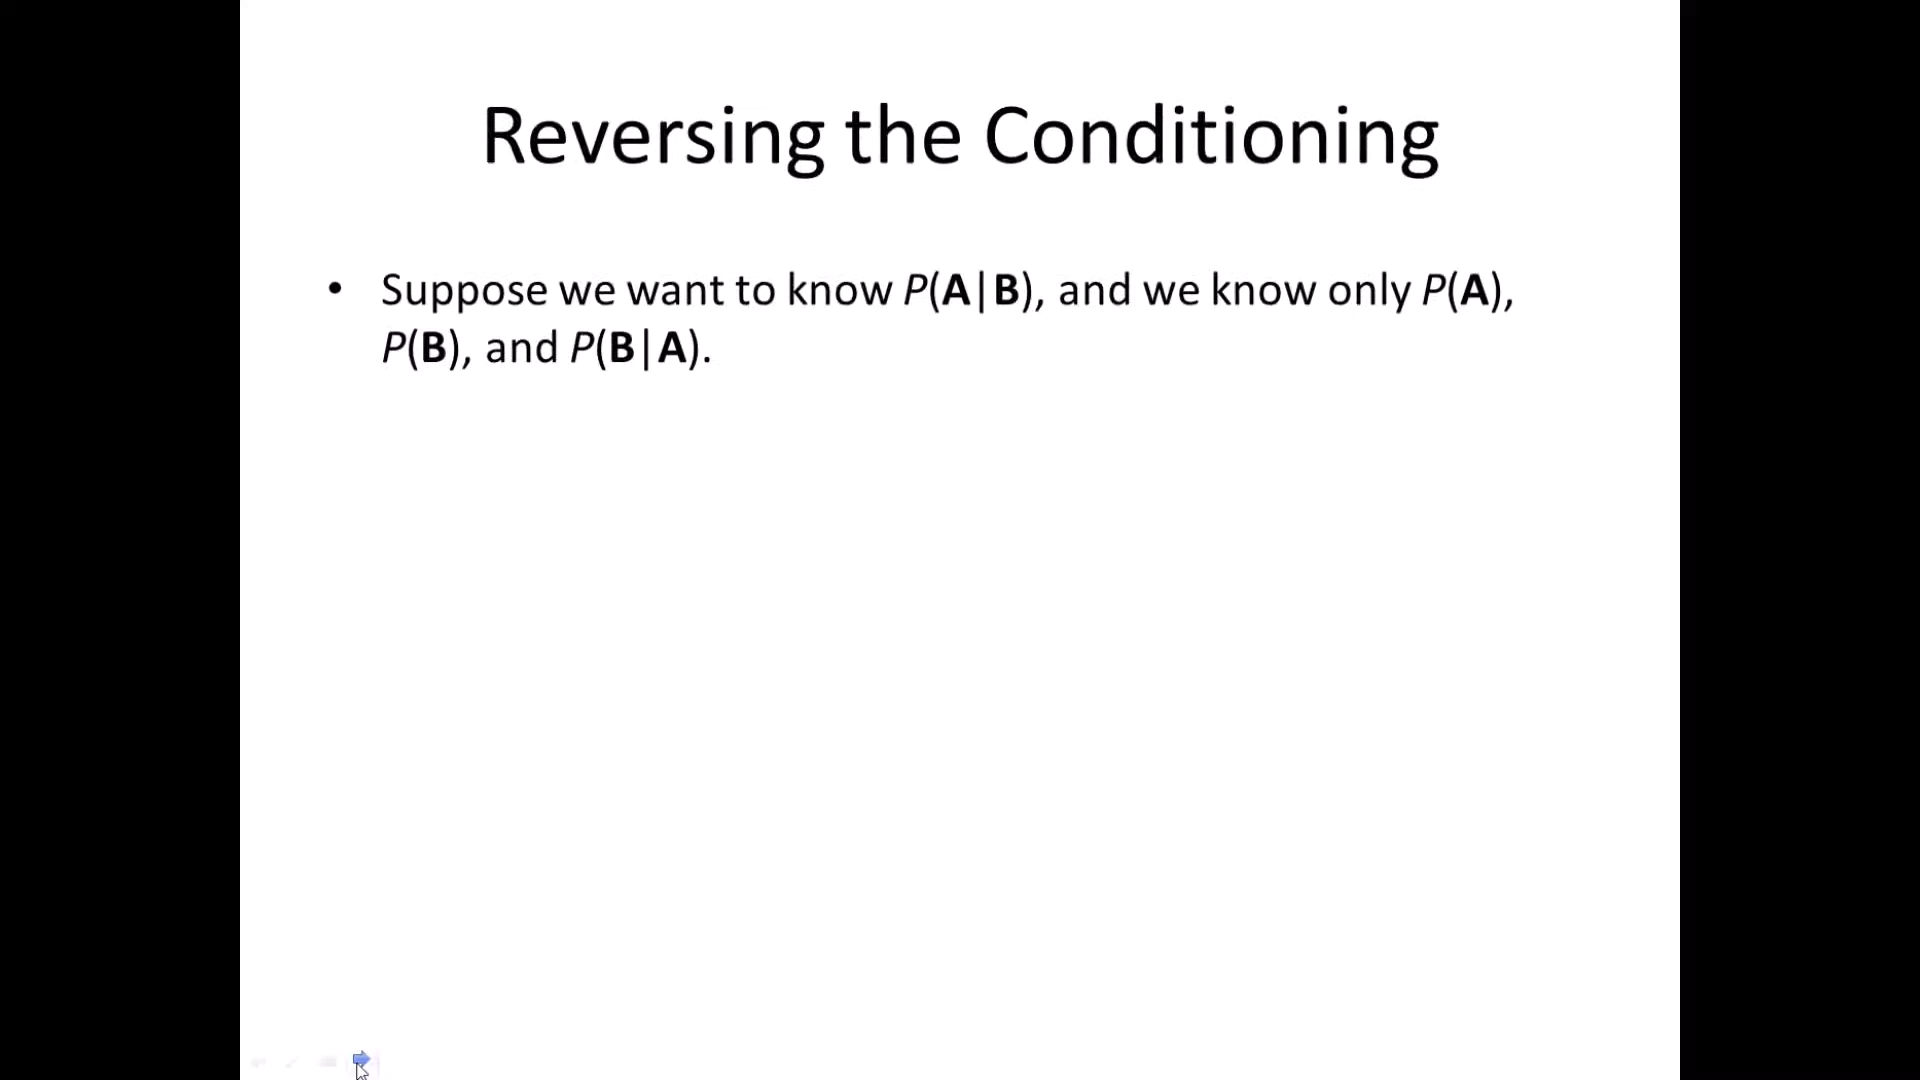 Reversing the Conditioning
• Suppose we want to know P(A|B), and we know only P(A),
P(B), and P(B|A).